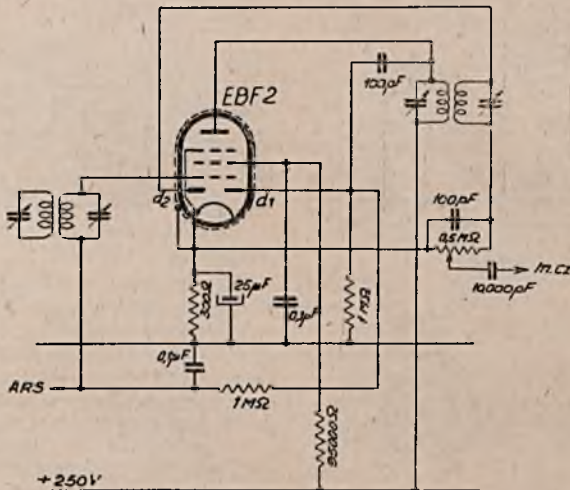 EBF2
100pF
d2
d1
100pF
0,5MΩ
m.cz
10000pF
300Ω
25μF
0,1μF
1MΩ
0,1μF
ARS
1MΩ
95000Ω
+250V